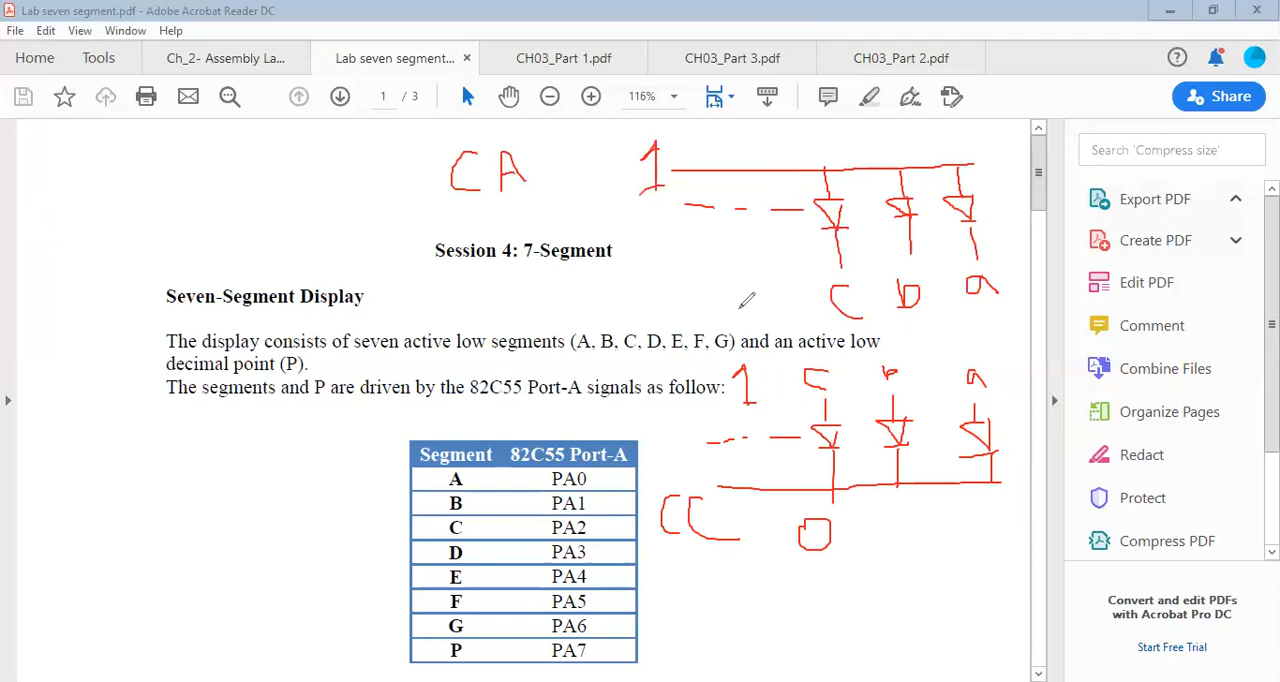 Lab seven segment.pdf - Adobe Acrobat Reader DC
File Edit View Window Help
Home Tools Ch_2- Assembly La... Lab seven segment... × CH03_Part 1.pdf CH03_Part 3.pdf CH03_Part 2.pdf
1 / 3 116% Share
C A 1
Session 4: 7-Segment
C b a
Seven-Segment Display
The display consists of seven active low segments (A, B, C, D, E, F, G) and an active low
decimal point (P).
The segments and P are driven by the 82C55 Port-A signals as follow:
1 C b a
Segment 82C55 Port-A
A PA0
B PA1
C PA2
D PA3
E PA4
F PA5
G PA6
P PA7
CC 0
Search 'Compress size'
Export PDF
Create PDF
Edit PDF
Comment
Combine Files
Organize Pages
Redact
Protect
Compress PDF
Convert and edit PDFs
with Acrobat Pro DC
Start Free Trial